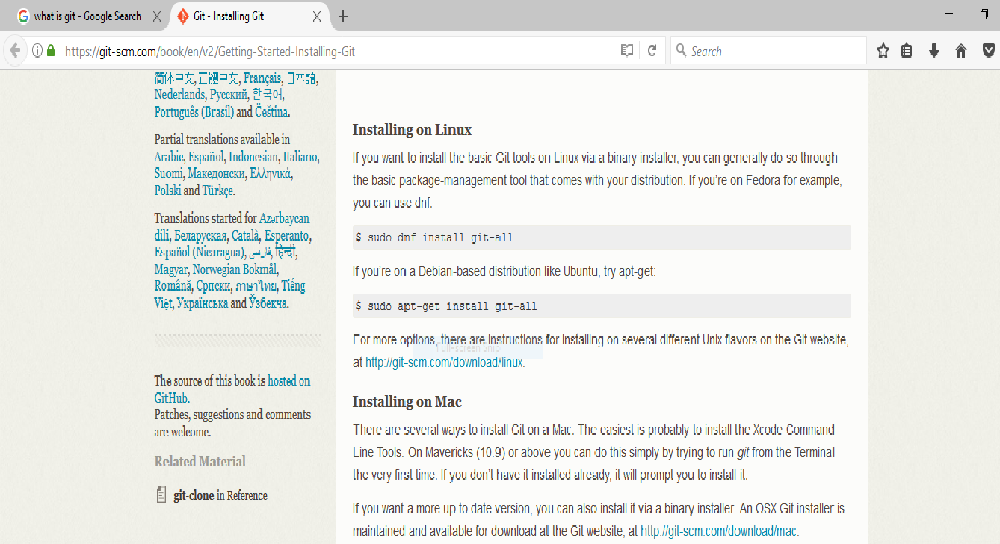 what is git - Google Search
Git - Installing Git
https://git-scm.com/book/en/v2/Getting-Started-Installing-Git
Search
简体中文, 正體中文, Français, 日本語,
Nederlands, Русский, 한국어,
Português (Brasil) and Čeština.
Partial translations available in
Arabic, Español, Indonesian, Italiano,
Suomi, Македонски, Ελληνικά,
Polski and Türkçe.
Translations started for Azərbaycan
dili, Беларуская, Català, Esperanto,
Español (Nicaragua), فارسی, हिन्दी,
Magyar, Norwegian Bokmål,
Română, Српски, ภาษาไทย, Tiếng
Việt, Українська and Ўзбекча.
The source of this book is hosted on
GitHub.
Patches, suggestions and comments
are welcome.
Related Material
git-clone in Reference
Installing on Linux
If you want to install the basic Git tools on Linux via a binary installer, you can generally do so through
the basic package-management tool that comes with your distribution. If you’re on Fedora for example,
you can use dnf:
$ sudo dnf install git-all
If you’re on a Debian-based distribution like Ubuntu, try apt-get:
$ sudo apt-get install git-all
For more options, there are instructions for installing on several different Unix flavors on the Git website,
Full-screen Snip
at http://git-scm.com/download/linux.
Installing on Mac
There are several ways to install Git on a Mac. The easiest is probably to install the Xcode Command
Line Tools. On Mavericks (10.9) or above you can do this simply by trying to run git from the Terminal
the very first time. If you don’t have it installed already, it will prompt you to install it.
If you want a more up to date version, you can also install it via a binary installer. An OSX Git installer is
maintained and available for download at the Git website, at http://git-scm.com/download/mac.